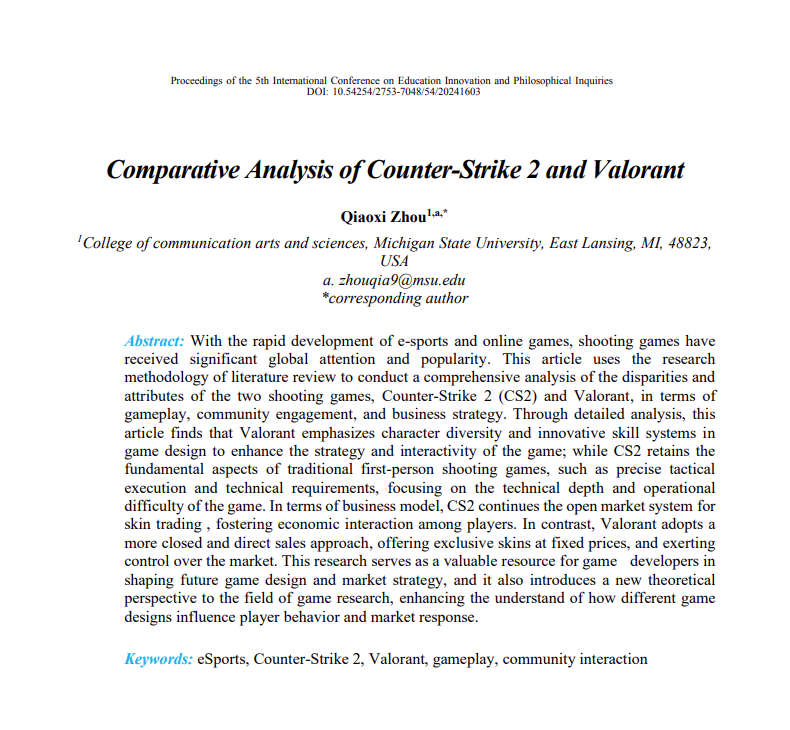 Proceedings of the 5th International Conference on Education Innovation and Philosophical Inquiries
DOI: 10.54254/2753-7048/54/20241603
Comparative Analysis of Counter-Strike 2 and Valorant
Qiaoxi Zhou1,a,*
1College of communication arts and sciences, Michigan State University, East Lansing, MI, 48823,
USA
a. zhouqia9@msu.edu
*corresponding author
Abstract: With the rapid development of e-sports and online games, shooting games have
received significant global attention and popularity. This article uses the research
methodology of literature review to conduct a comprehensive analysis of the disparities and
attributes of the two shooting games, Counter-Strike 2 (CS2) and Valorant, in terms of
gameplay, community engagement, and business strategy. Through detailed analysis, this
article finds that Valorant emphasizes character diversity and innovative skill systems in
game design to enhance the strategy and interactivity of the game; while CS2 retains the
fundamental aspects of traditional first-person shooting games, such as precise tactical
execution and technical requirements, focusing on the technical depth and operational
difficulty of the game. In terms of business model, CS2 continues the open market system for
skin trading , fostering economic interaction among players. In contrast, Valorant adopts a
more closed and direct sales approach, offering exclusive skins at fixed prices, and exerting
control over the market. This research serves as a valuable resource for game developers in
shaping future game design and market strategy, and it also introduces a new theoretical
perspective to the field of game research, enhancing the understand of how different game
designs influence player behavior and market response.
Keywords: eSports, Counter-Strike 2, Valorant, gameplay, community interaction